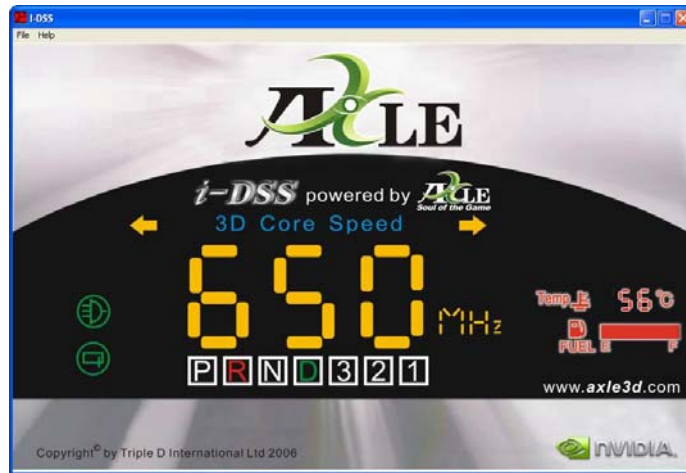 I-DSS
File Help
AXLE
i-DSS powered by AXLE
Soul of the Game
3D Core Speed
650 MHz
Temp 56°C
FUEL E F
P R N D 3 2 1
www.axle3d.com
Copyright© by Triple D International Ltd 2006
NVIDIA.